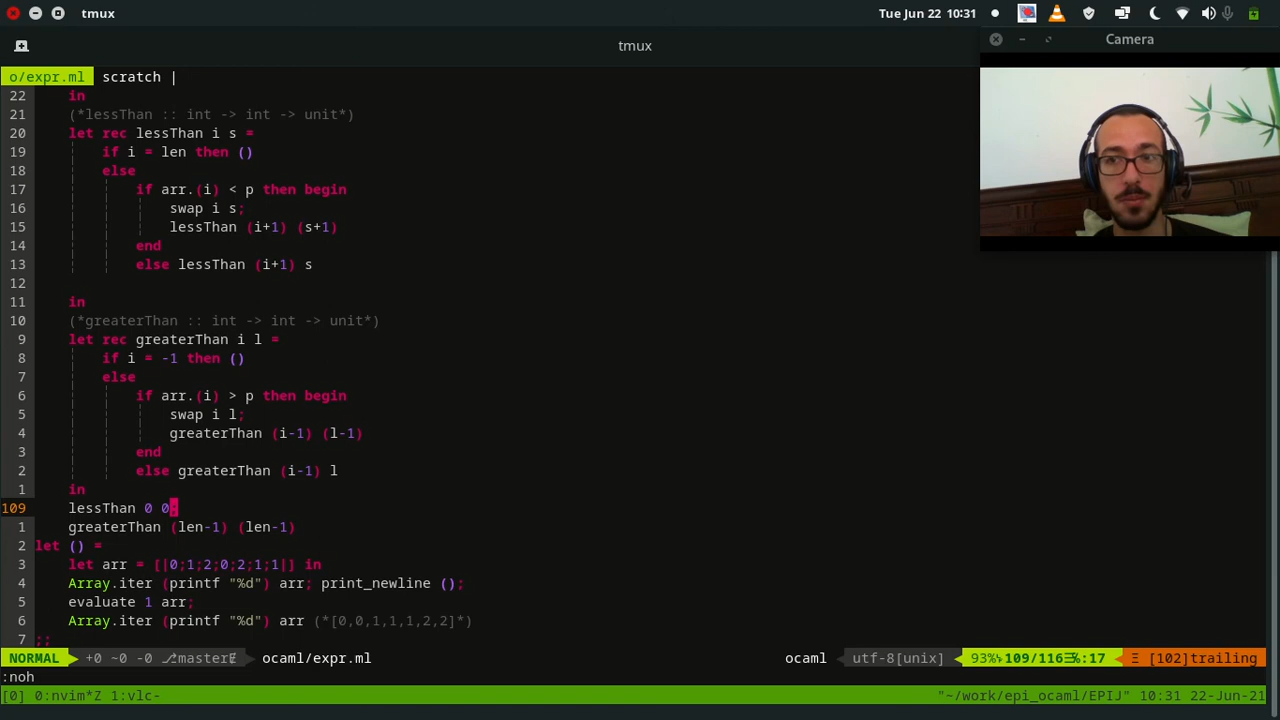 tmux
Tue Jun 22 10:31
tmux
Camera
o/expr.ml scratch |
22 in
21 (*lessThan :: int -> int -> unit*)
20 let rec lessThan i s =
19 if i = len then ()
18 else
17 if arr.(i) < p then begin
16 swap i s;
15 lessThan (i+1) (s+1)
14 end
13 else lessThan (i+1) s
12
11 in
10 (*greaterThan :: int -> int -> unit*)
9 let rec greaterThan i l =
8 if i = -1 then ()
7 else
6 if arr.(i) > p then begin
5 swap i l;
4 greaterThan (i-1) (l-1)
3 end
2 else greaterThan (i-1) l
1 in
109 lessThan 0 0;
1 greaterThan (len-1) (len-1)
2 let () =
3 let arr = [|0;1;2;0;2;1;1|] in
4 Array.iter (printf "%d") arr; print_newline ();
5 evaluate 1 arr;
6 Array.iter (printf "%d") arr (*[0,0,1,1,1,2,2]*)
7 ;;
NORMAL +0 ~0 -0 master ocaml/expr.ml ocaml utf-8[unix] 93% 109/116 :17 Ξ [102]trailing
:noh
[0] 0:nvim*Z 1:vlc- "~/work/epi_ocaml/EPIJ" 10:31 22-Jun-21